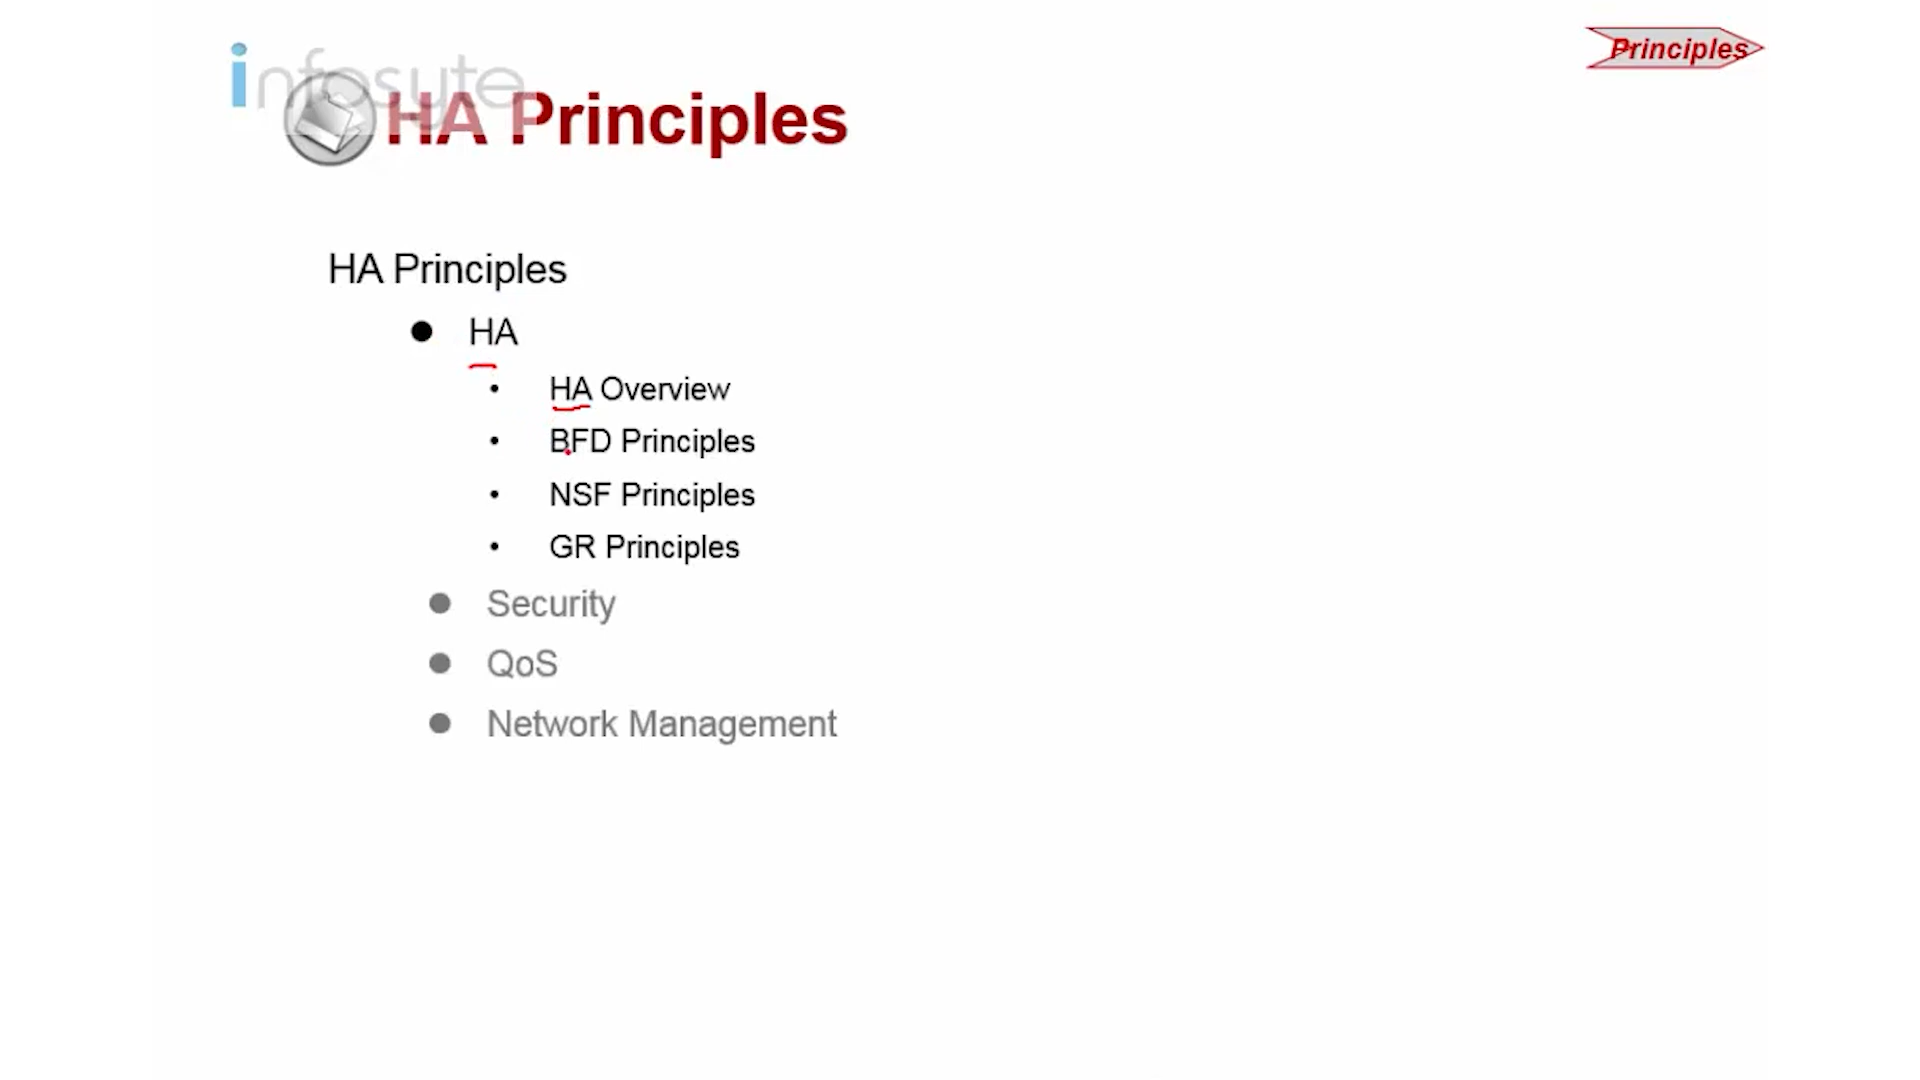 Principles
infosyte
HA Principles
HA Principles
HA
HA Overview
BFD Principles
NSF Principles
GR Principles
Security
QoS
Network Management